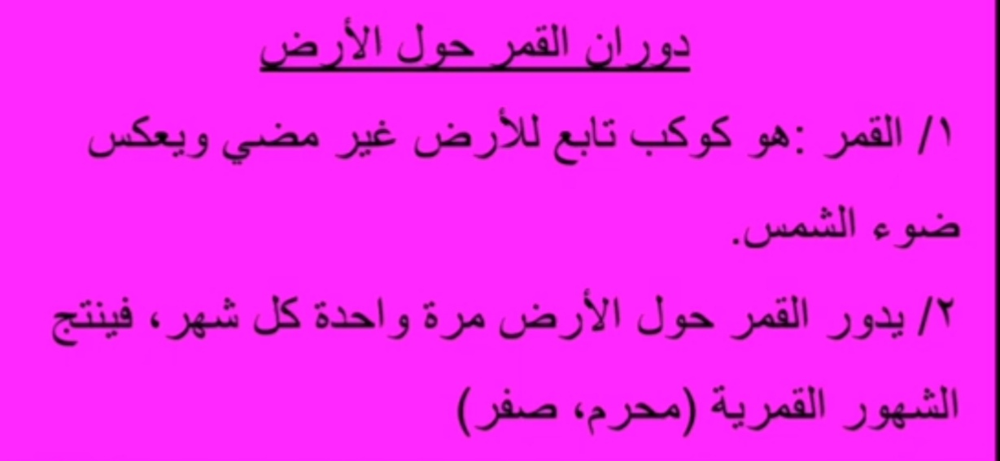 دوران القمر حول الأرض
١/ القمر :هو كوكب تابع للأرض غير مضي ويعكس
ضوء الشمس.
٢/ يدور القمر حول الأرض مرة واحدة كل شهر، فينتج
الشهور القمرية (محرم، صفر)